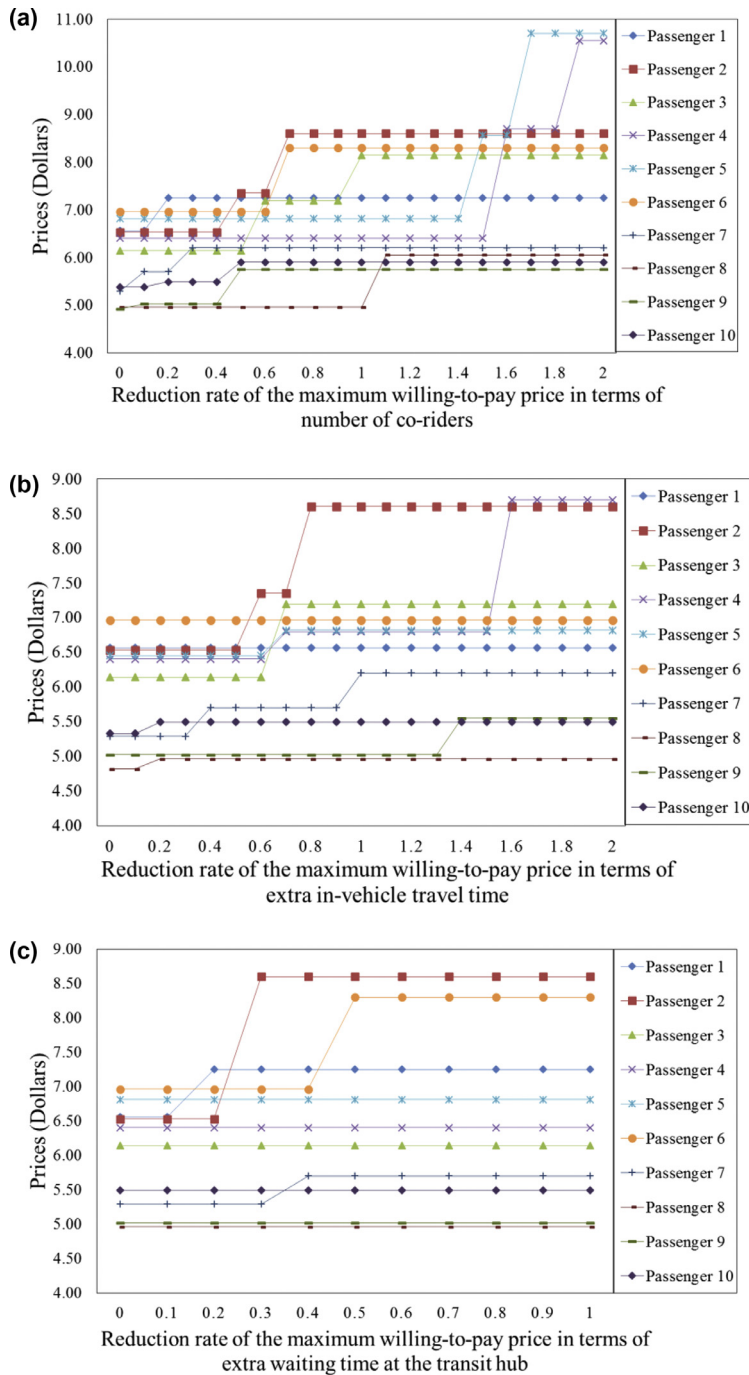 (a)
11.00
10.00
9.00
8.00
7.00
6.00
5.00
4.00
Prices (Dollars)
0 0.2 0.4 0.6 0.8 1 1.2 1.4 1.6 1.8 2
Reduction rate of the maximum willing-to-pay price in terms of
number of co-riders
Passenger 1
Passenger 2
Passenger 3
Passenger 4
Passenger 5
Passenger 6
Passenger 7
Passenger 8
Passenger 9
Passenger 10
(b)
9.00
8.50
8.00
7.50
7.00
6.50
6.00
5.50
5.00
4.50
4.00
Prices (Dollars)
0 0.2 0.4 0.6 0.8 1 1.2 1.4 1.6 1.8 2
Reduction rate of the maximum willing-to-pay price in terms of
extra in-vehicle travel time
Passenger 1
Passenger 2
Passenger 3
Passenger 4
Passenger 5
Passenger 6
Passenger 7
Passenger 8
Passenger 9
Passenger 10
(c)
9.00
8.50
8.00
7.50
7.00
6.50
6.00
5.50
5.00
4.50
4.00
Prices (Dollars)
0 0.1 0.2 0.3 0.4 0.5 0.6 0.7 0.8 0.9 1
Reduction rate of the maximum willing-to-pay price in terms of
extra waiting time at the transit hub
Passenger 1
Passenger 2
Passenger 3
Passenger 4
Passenger 5
Passenger 6
Passenger 7
Passenger 8
Passenger 9
Passenger 10